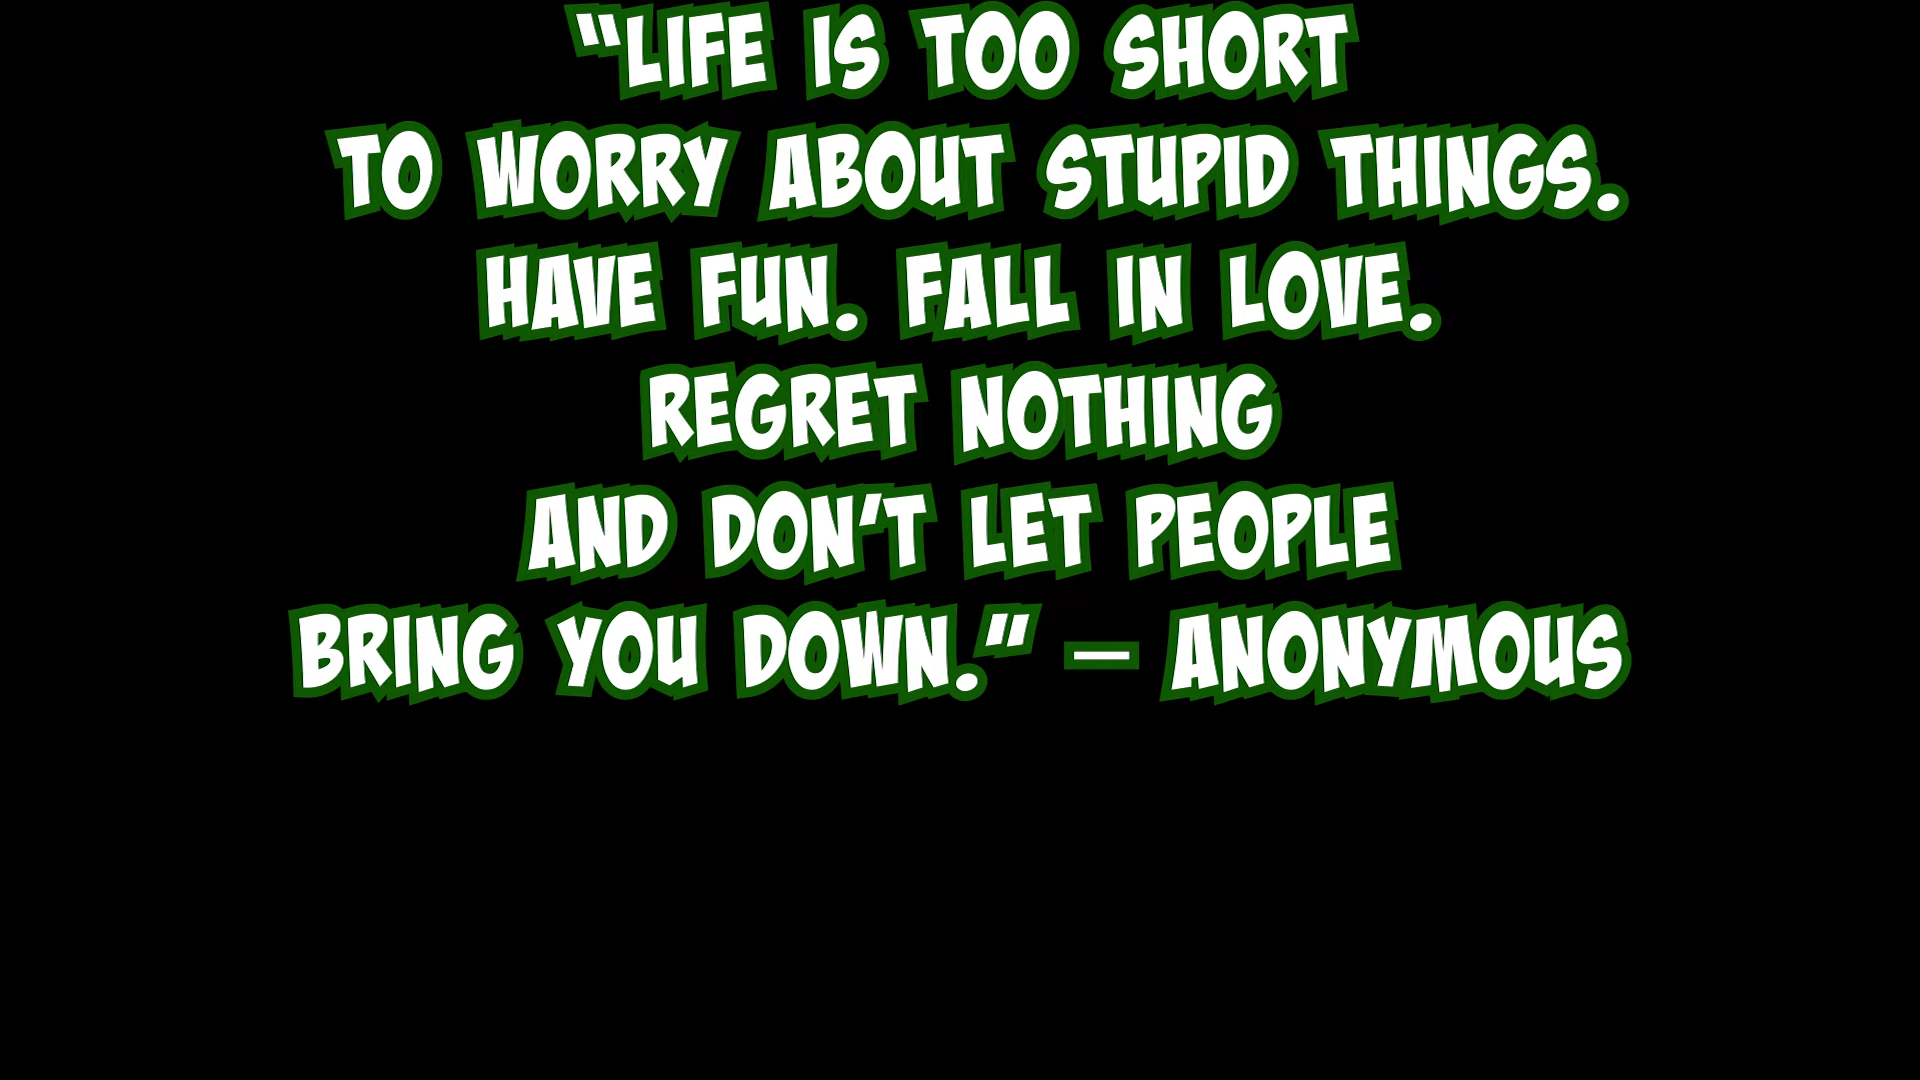 “LIFE IS TOO SHORT
TO WORRY ABOUT STUPID THINGS.
HAVE FUN. FALL IN LOVE.
REGRET NOTHING
AND DON’T LET PEOPLE
BRING YOU DOWN.” – ANONYMOUS